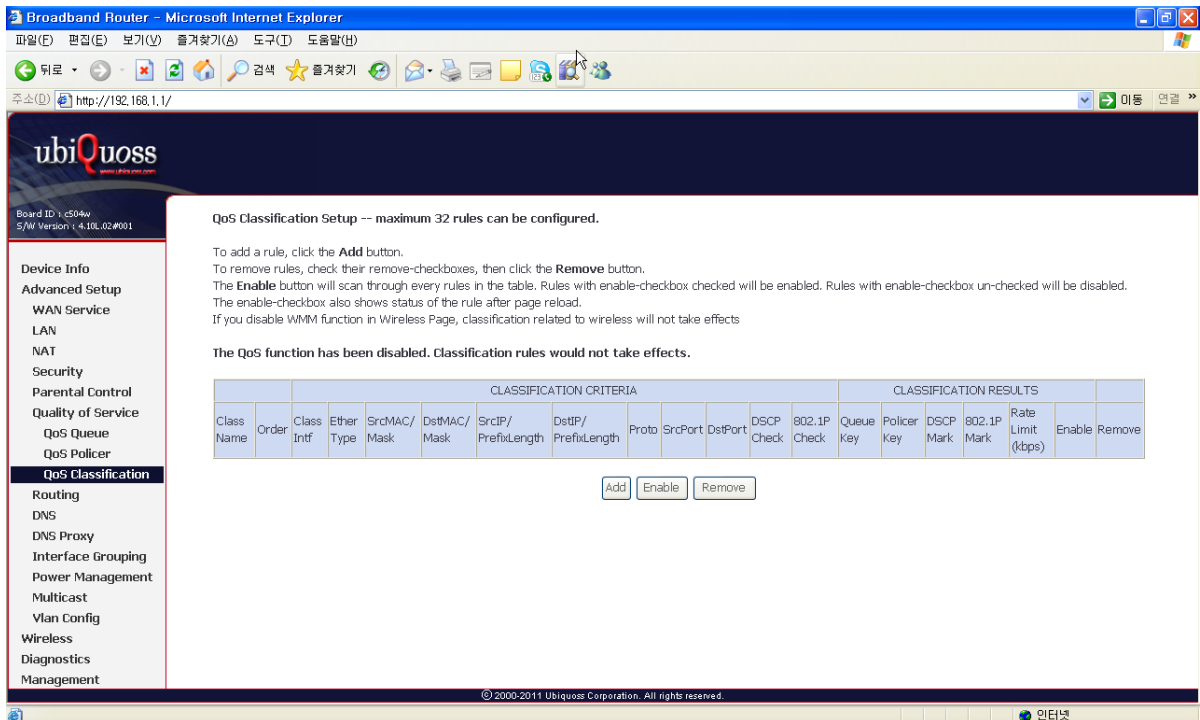 Broadband Router - Microsoft Internet Explorer
파일(F) 편집(E) 보기(V) 즐겨찾기(A) 도구(T) 도움말(H)
뒤로 검색 즐겨찾기
주소(D) http://192.168.1.1/ 이동 연결 »
ubiQuoss
www.ubiquoss.com
Board ID : c504w
S/W Version : 4.10L.02#001
Device Info
Advanced Setup
WAN Service
LAN
NAT
Security
Parental Control
Quality of Service
QoS Queue
QoS Policer
QoS Classification
Routing
DNS
DNS Proxy
Interface Grouping
Power Management
Multicast
Vlan Config
Wireless
Diagnostics
Management
QoS Classification Setup -- maximum 32 rules can be configured.
To add a rule, click the Add button.
To remove rules, check their remove-checkboxes, then click the Remove button.
The Enable button will scan through every rules in the table. Rules with enable-checkbox checked will be enabled. Rules with enable-checkbox un-checked will be disabled.
The enable-checkbox also shows status of the rule after page reload.
If you disable WMM function in Wireless Page, classification related to wireless will not take effects
The QoS function has been disabled. Classification rules would not take effects.
CLASSIFICATION CRITERIA CLASSIFICATION RESULTS
Class Name Order Class Intf Ether Type SrcMAC/ Mask DstMAC/ Mask SrcIP/ PrefixLength DstIP/ PrefixLength Proto SrcPort DstPort DSCP Check 802.1P Check Queue Key Policer Key DSCP Mark 802.1P Mark Rate Limit (kbps) Enable Remove
Add Enable Remove
© 2000-2011 Ubiquoss Corporation. All rights reserved.
인터넷